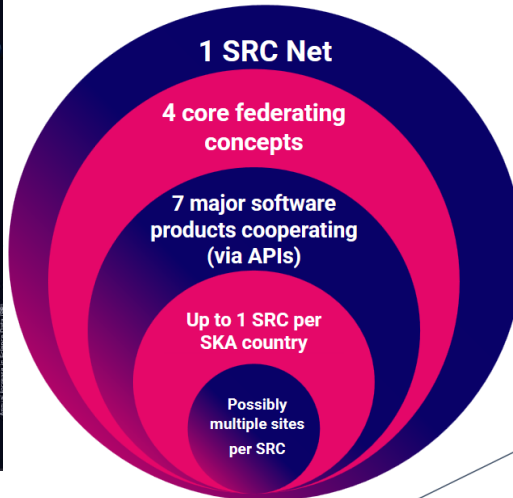 1 SRC Net
4 core federating
concepts
7 major software
products cooperating
(via APIs)
Up to 1 SRC per
SKA country
Possibly
multiple sites
per SRC